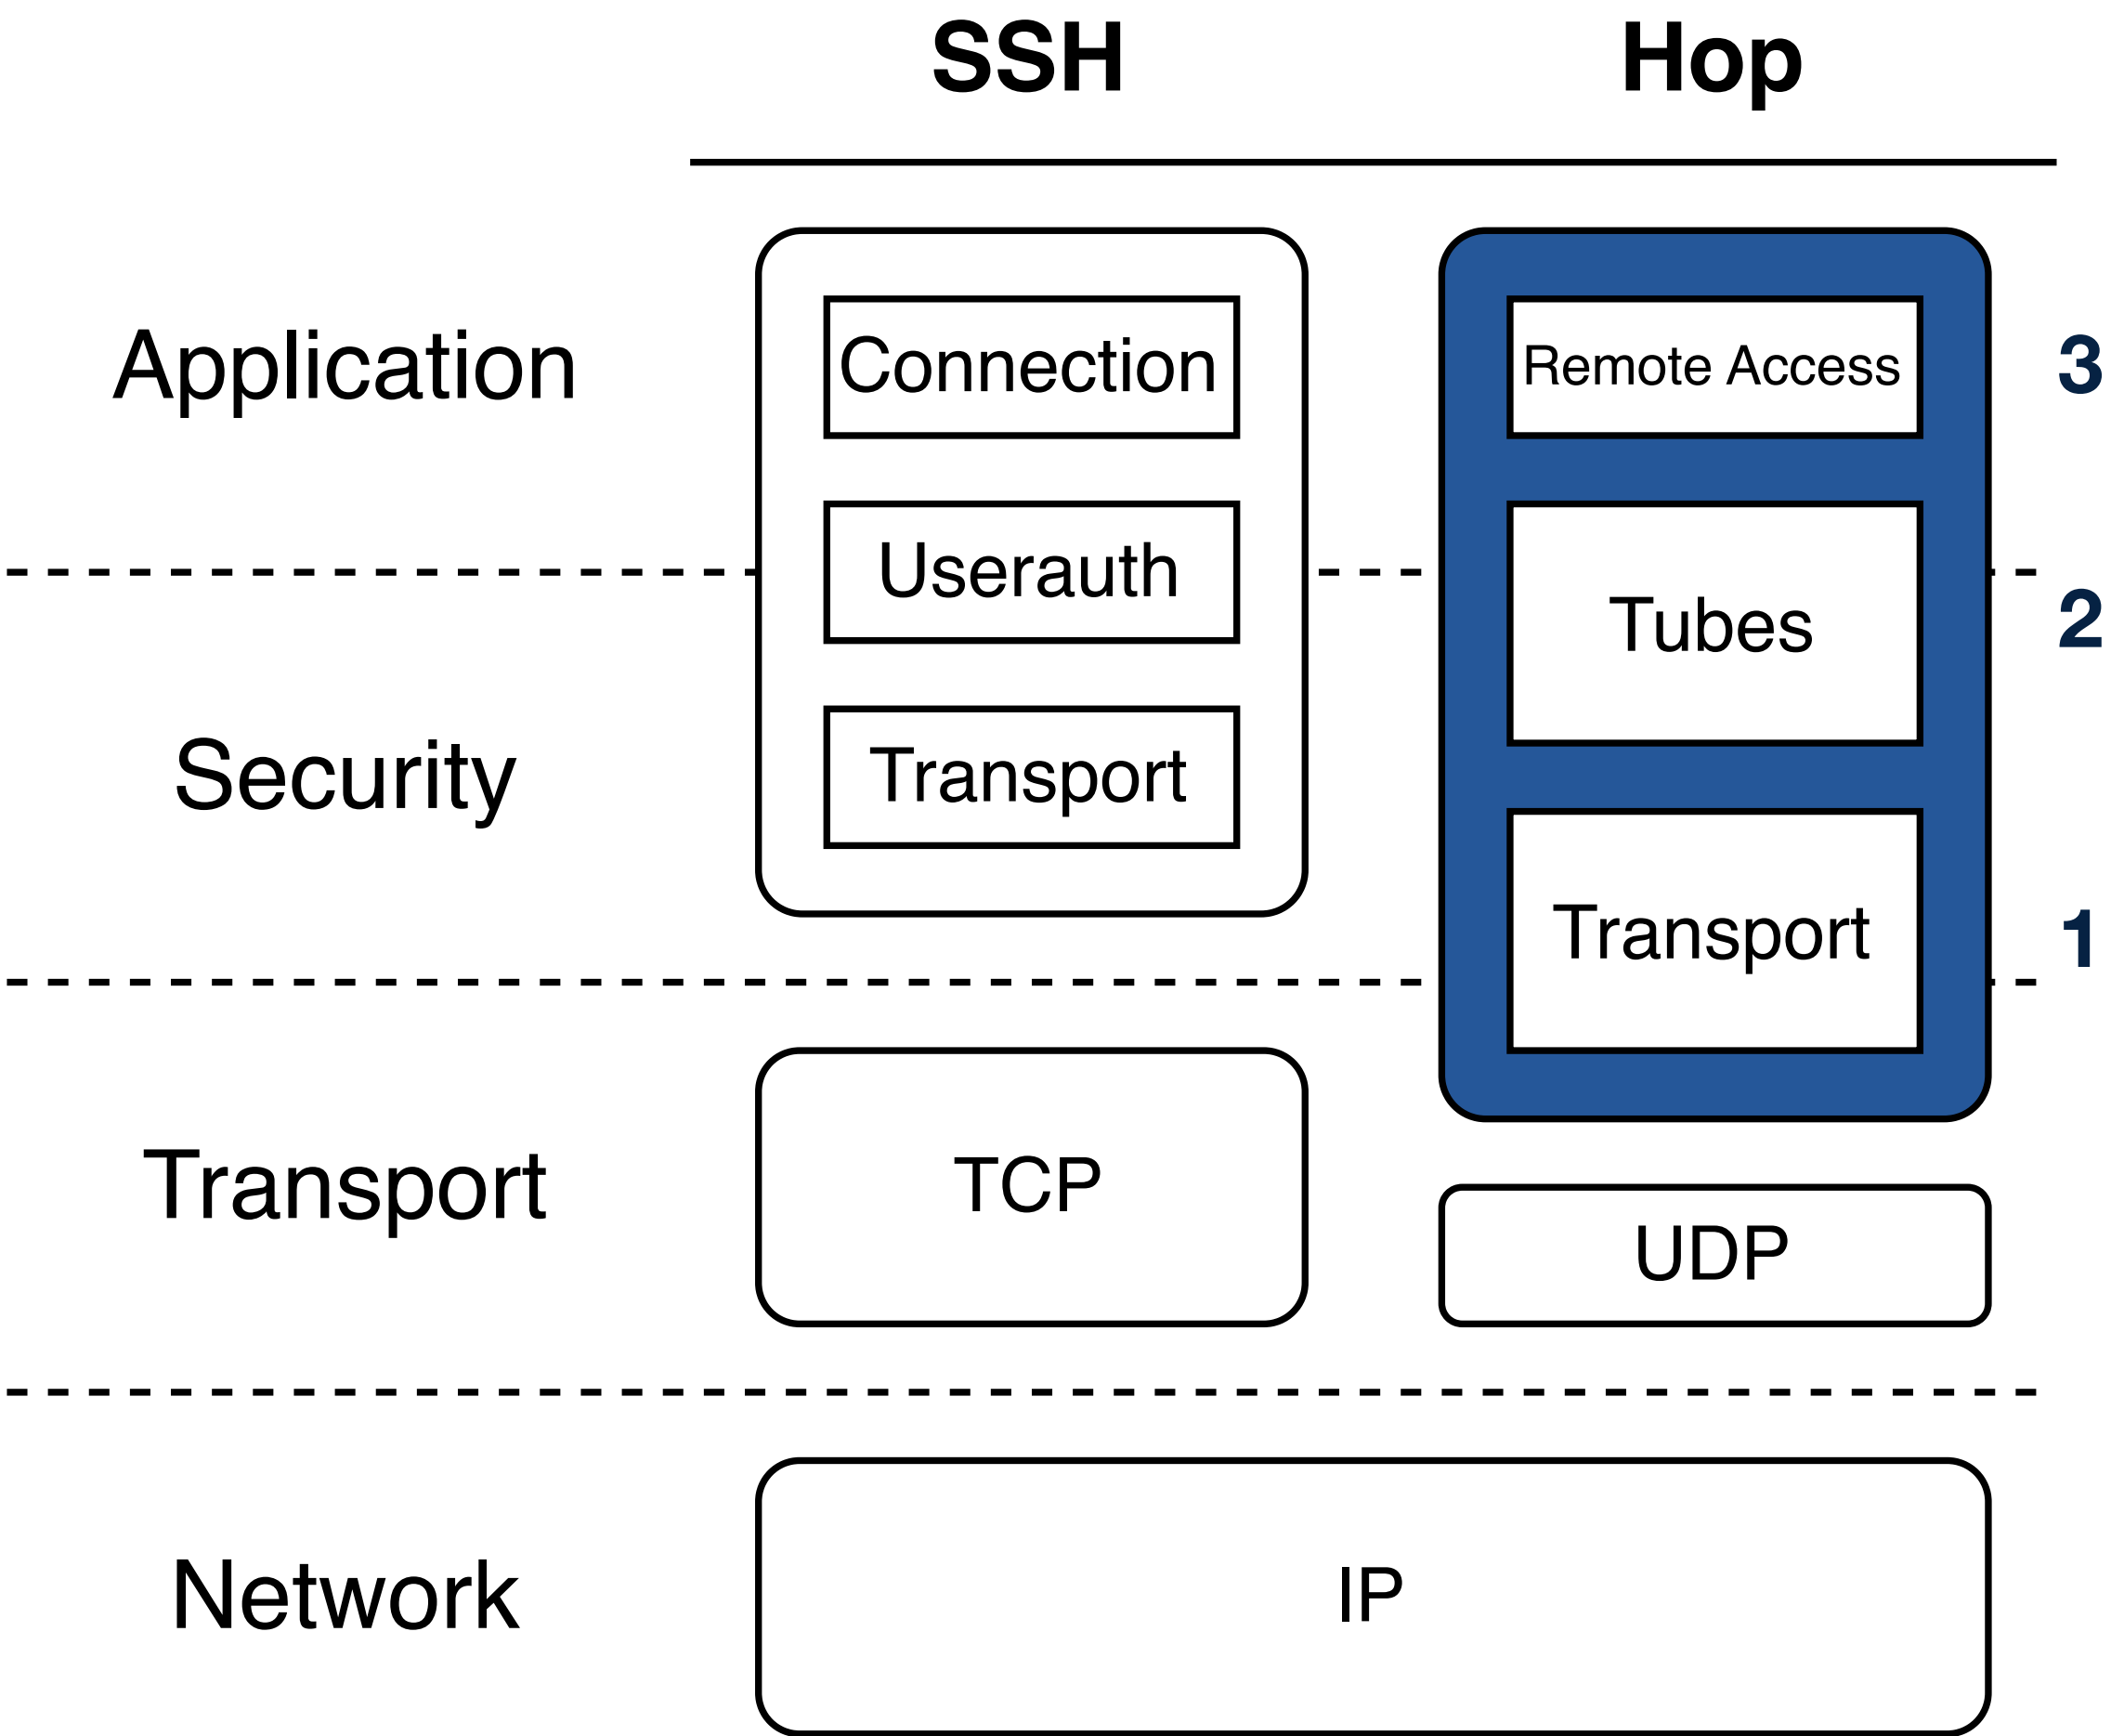 SSH Hop
Application
Connection
Remote Access
3
Userauth
Tubes
2
Security
Transport
Transport
1
Transport
TCP
UDP
Network
IP